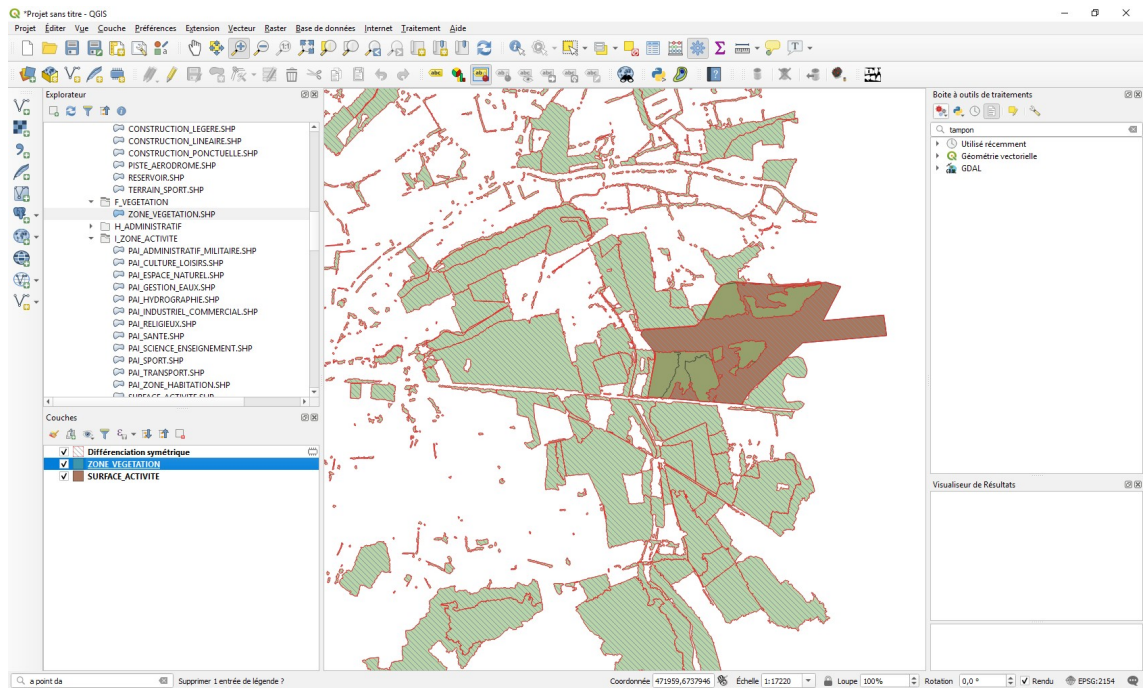 *Projet sans titre - QGIS
Projet Éditer Vue Couche Préférences Extension Vecteur Raster Base de données Internet Traitement Aide
Explorateur
CONSTRUCTION_LEGERE.SHP
CONSTRUCTION_LINEAIRE.SHP
CONSTRUCTION_PONCTUELLE.SHP
PISTE_AERODROME.SHP
RESERVOIR.SHP
TERRAIN_SPORT.SHP
F_VEGETATION
ZONE_VEGETATION.SHP
H_ADMINISTRATIF
I_ZONE_ACTIVITE
PAI_ADMINISTRATIF_MILITAIRE.SHP
PAI_CULTURE_LOISIRS.SHP
PAI_ESPACE_NATUREL.SHP
PAI_GESTION_EAUX.SHP
PAI_HYDROGRAPHIE.SHP
PAI_INDUSTRIEL_COMMERCIAL.SHP
PAI_RELIGIEUX.SHP
PAI_SANTE.SHP
PAI_SCIENCE_ENSEIGNEMENT.SHP
PAI_SPORT.SHP
PAI_TRANSPORT.SHP
PAI_ZONE_HABITATION.SHP
SURFACE_ACTIVITE.SHP
Couches
Différenciation symétrique
ZONE_VEGETATION
SURFACE_ACTIVITE
Boite à outils de traitements
tampon
Utilisé récemment
Géométrie vectorielle
GDAL
Visualiseur de Résultats
a point da Supprimer 1 entrée de légende ? Coordonnée 471959,6737946 Échelle 1:17220 Loupe 100% Rotation 0,0 ° Rendu EPSG:2154